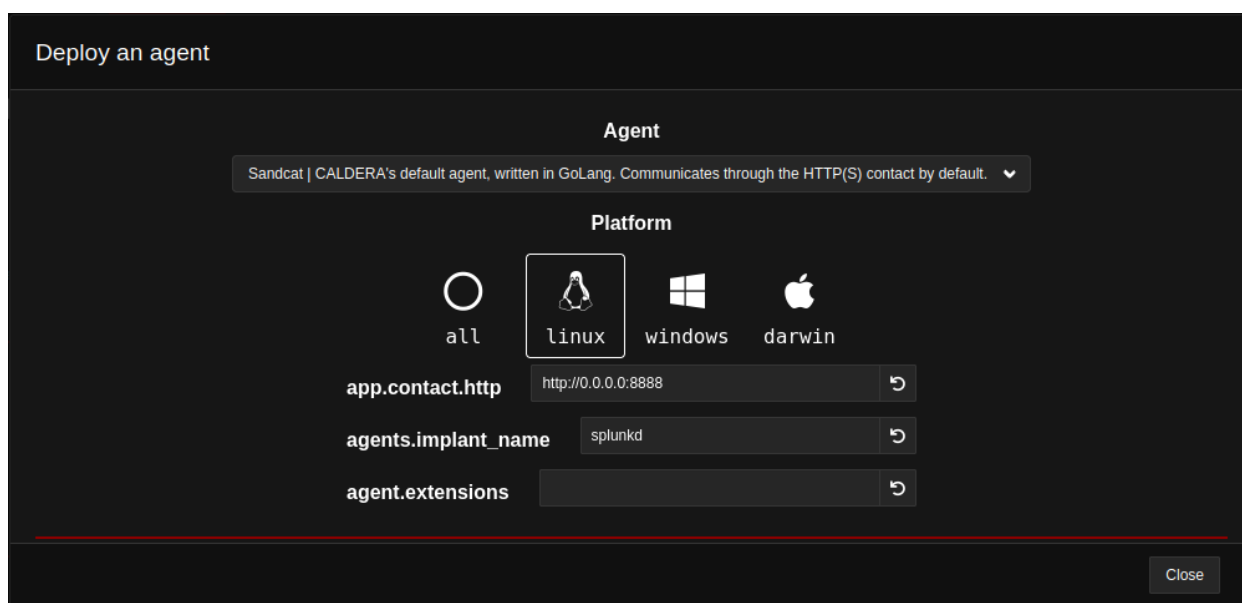 Deploy an agent
Agent
Sandcat | CALDERA's default agent, written in GoLang. Communicates through the HTTP(S) contact by default.
Platform
all linux windows darwin
app.contact.http http://0.0.0.0:8888
agents.implant_name splunkd
agent.extensions
Close